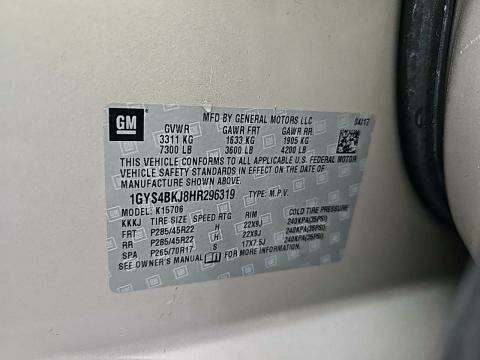 GM
MFD BY GENERAL MOTORS LLC 04/17
GVWR GAWR FRT GAWR RR
3311 KG 1633 KG 1905 KG
7300 LB 3600 LB 4200 LB
THIS VEHICLE CONFORMS TO ALL APPLICABLE U.S. FEDERAL MOTOR
VEHICLE SAFETY, BUMPER, AND THEFT PREVENTION STANDARDS IN EFFECT ON THE DATE OF
MANUFACTURE SHOWN ABOVE.
1GYS4BKJ8HR296319 TYPE: M.P.V.
MODEL: K15706
KKKJ TIRE SIZE SPEED RTG RIM COLD TIRE PRESSURE
FRT P285/45R22 H 22X9J 240KPA(35PSI)
RR P285/45R22 H 22X9J 240KPA(35PSI)
SPA P265/70R17 S 17X7.5J 240KPA(35PSI)
SEE OWNER'S MANUAL